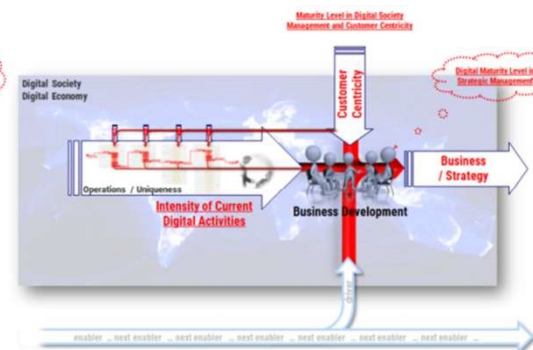 Maturity Level in Digital Society
Management and Customer Centricity
Digital Society
Digital Economy
Customer
Centricity
Digital Maturity Level in
Strategic Management
Operations / Uniqueness
Intensity of Current
Digital Activities
Business Development
Business
/ Strategy
driver
enabler ... next enabler ... next enabler ... next enabler ... next enabler ... next enabler ... next enabler ...